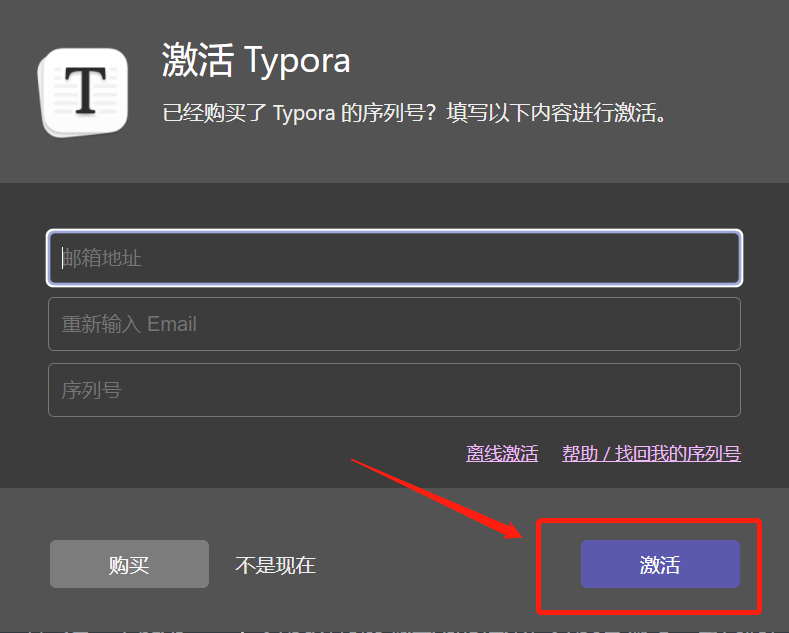 T
激活 Typora
已经购买了 Typora 的序列号？填写以下内容进行激活。
邮箱地址
重新输入 Email
序列号
离线激活 帮助 / 找回我的序列号
购买 不是现在 激活